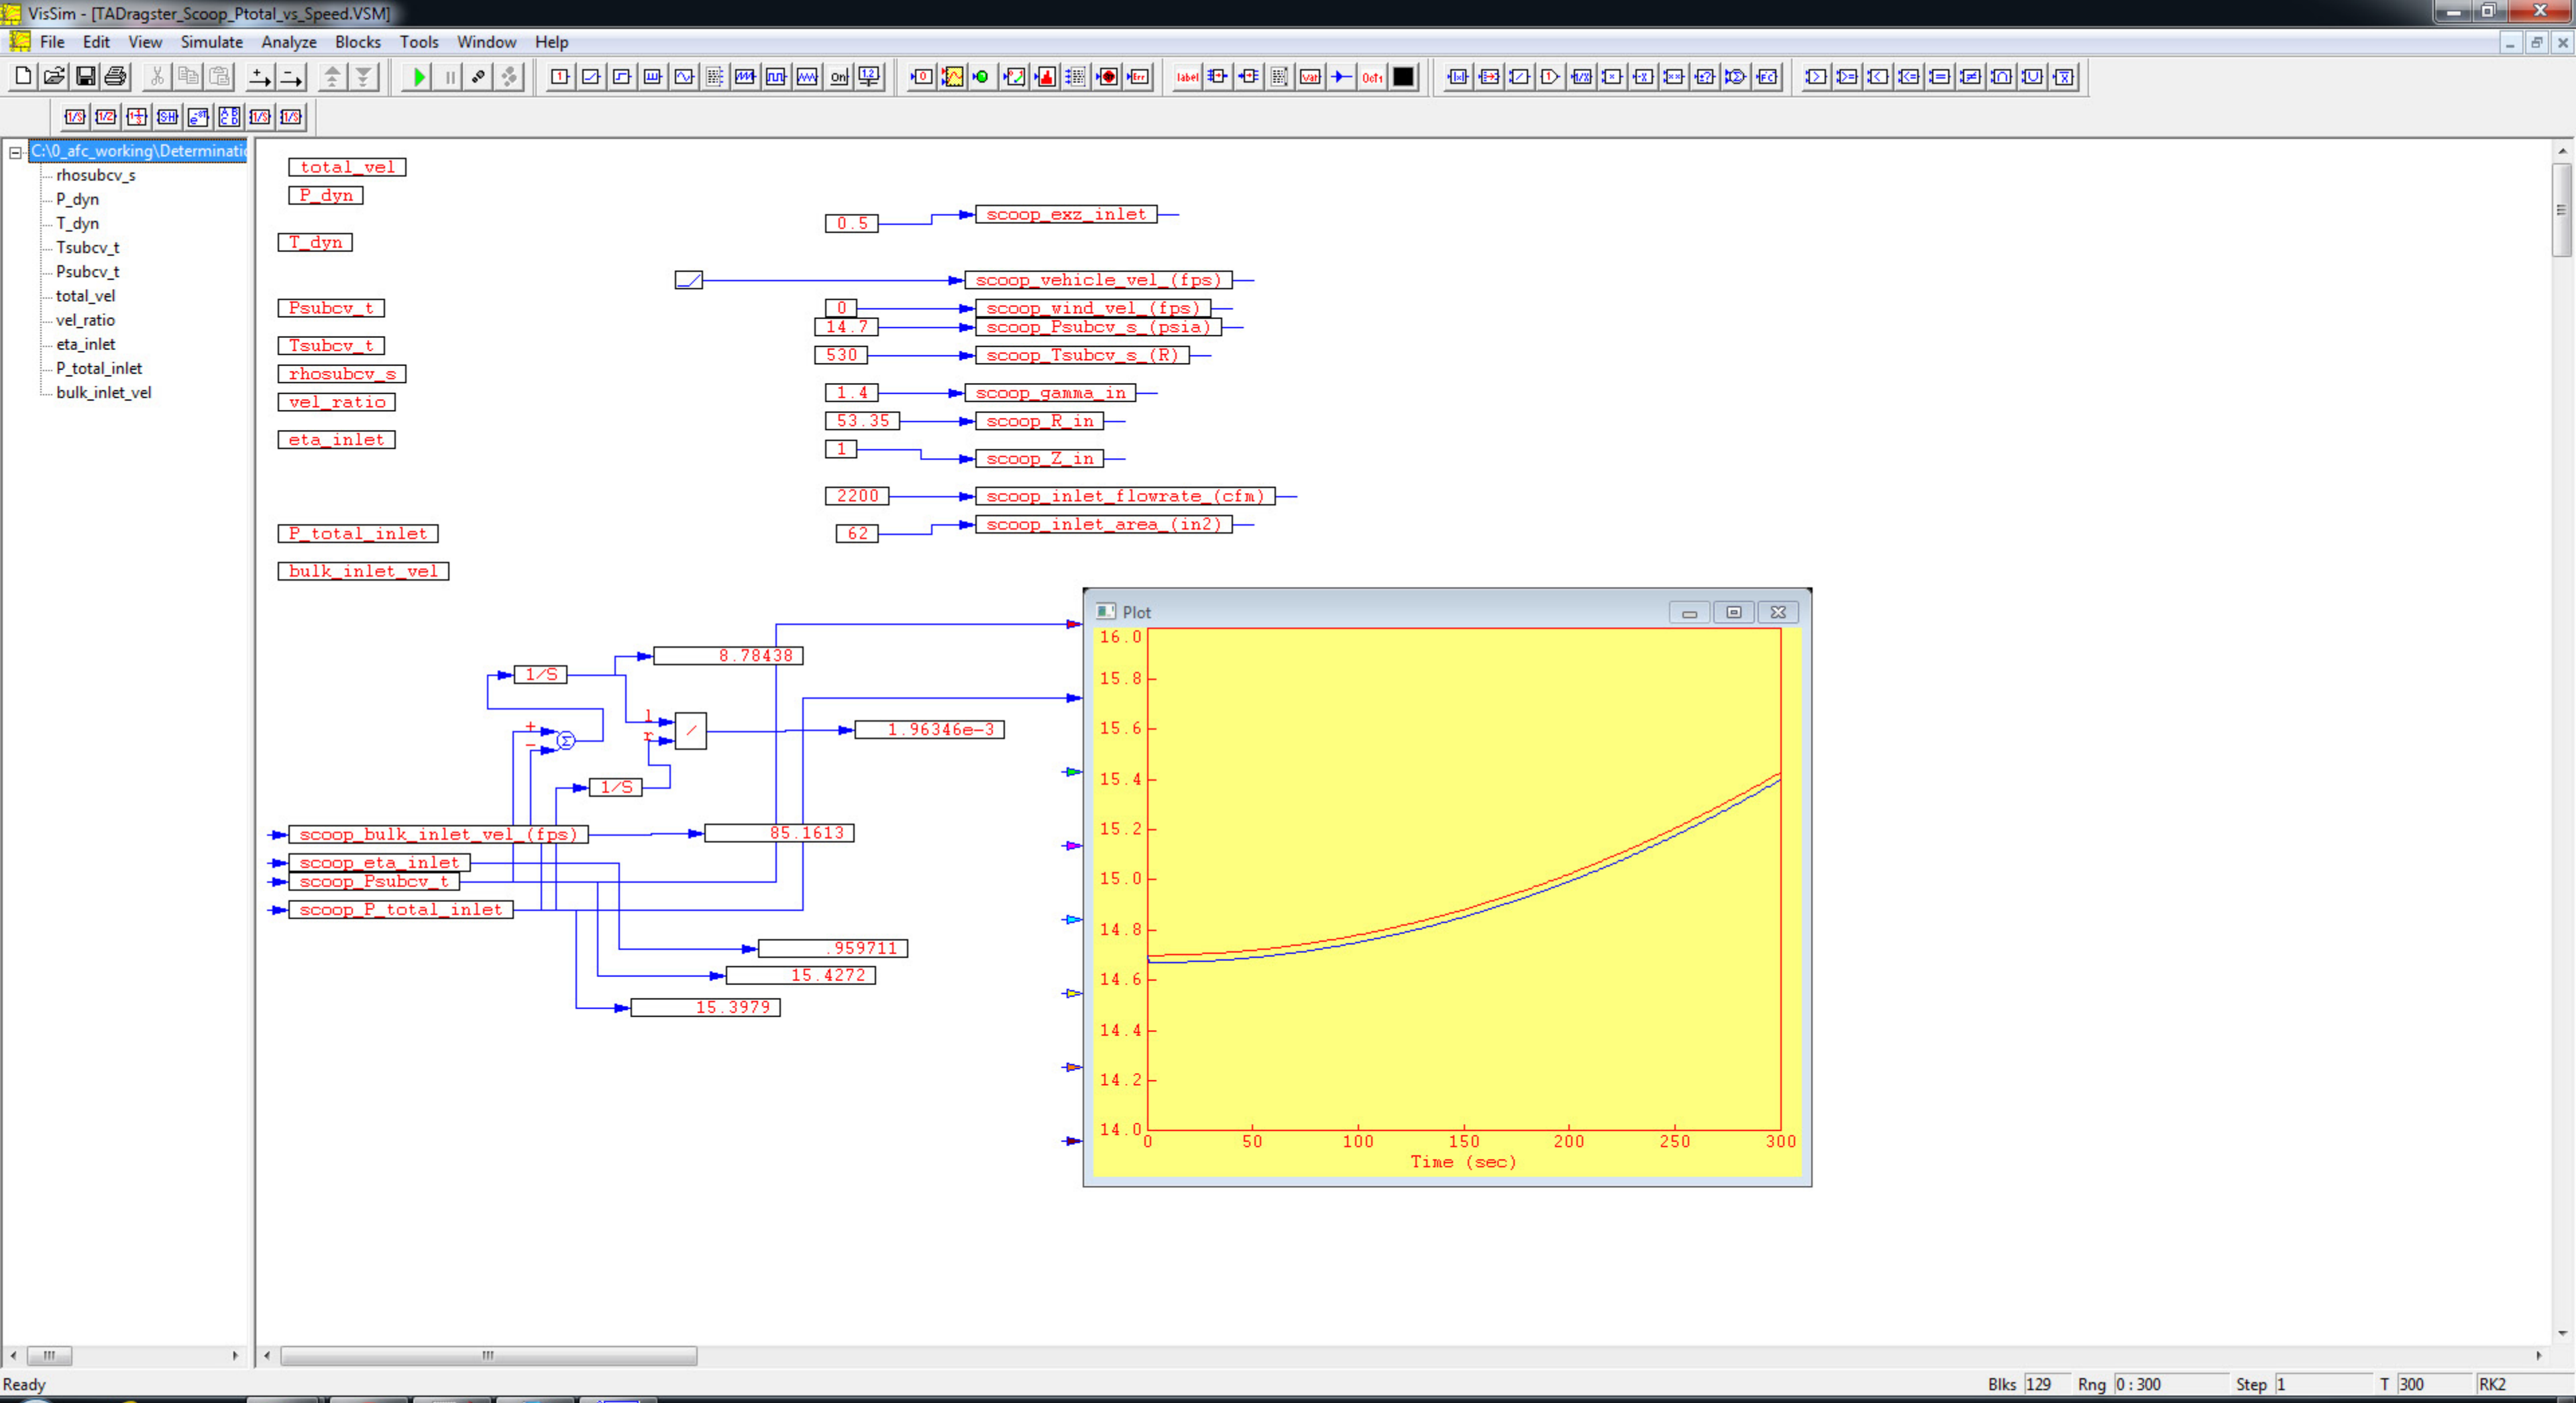 VisSim - [TADragster_Scoop_Ptotal_vs_Speed.VSM]
File Edit View Simulate Analyze Blocks Tools Window Help
C:\0_afc_working\Determinatio
rhosubcv_s
P_dyn
T_dyn
Tsubcv_t
Psubcv_t
total_vel
vel_ratio
eta_inlet
P_total_inlet
bulk_inlet_vel
total_vel
P_dyn
T_dyn
Psubcv_t
Tsubcv_t
rhosubcv_s
vel_ratio
eta_inlet
P_total_inlet
bulk_inlet_vel
0.5 scoop_exz_inlet
scoop_vehicle_vel_(fps)
0 scoop_wind_vel_(fps)
14.7 scoop_Psubcv_s_(psia)
530 scoop_Tsubcv_s_(R)
1.4 scoop_gamma_in
53.35 scoop_R_in
1 scoop_Z_in
2200 scoop_inlet_flowrate_(cfm)
62 scoop_inlet_area_(in2)
8.78438
1/S
+
-
Σ
l
r
/
1.96346e-3
1/S
scoop_bulk_inlet_vel_(fps) 85.1613
scoop_eta_inlet
scoop_Psubcv_t
scoop_P_total_inlet
.959711
15.4272
15.3979
Plot
16.0
15.8
15.6
15.4
15.2
15.0
14.8
14.6
14.4
14.2
14.0
0 50 100 150 200 250 300
Time (sec)
Ready
Blks 129 Rng 0:300 Step 1 T 300 RK2